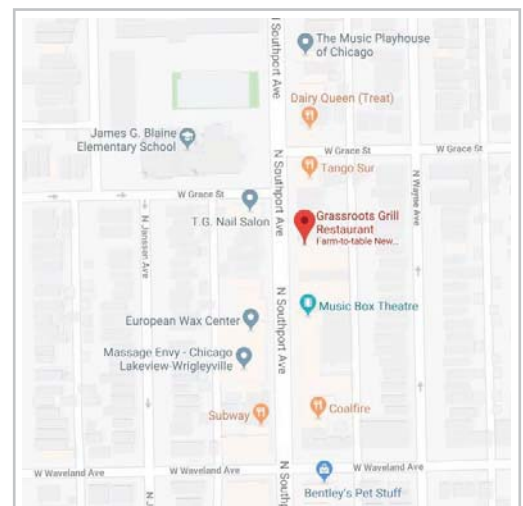 N Southport Ave
The Music Playhouse
of Chicago
Dairy Queen (Treat)
James G. Blaine
Elementary School
W Grace St
W Grace St
N Southport Ave
Tango Sur
N Wayne Ave
W Grace St
T.G. Nail Salon
Grassroots Grill
Restaurant
Farm-to-table New...
N Janssen Ave
N Southport Ave
Music Box Theatre
European Wax Center
Massage Envy - Chicago
Lakeview-Wrigleyville
Subway
Coalfire
W Waveland Ave
W Waveland Ave
W Waveland Ave
N South
N J
Bentley's Pet Stuff